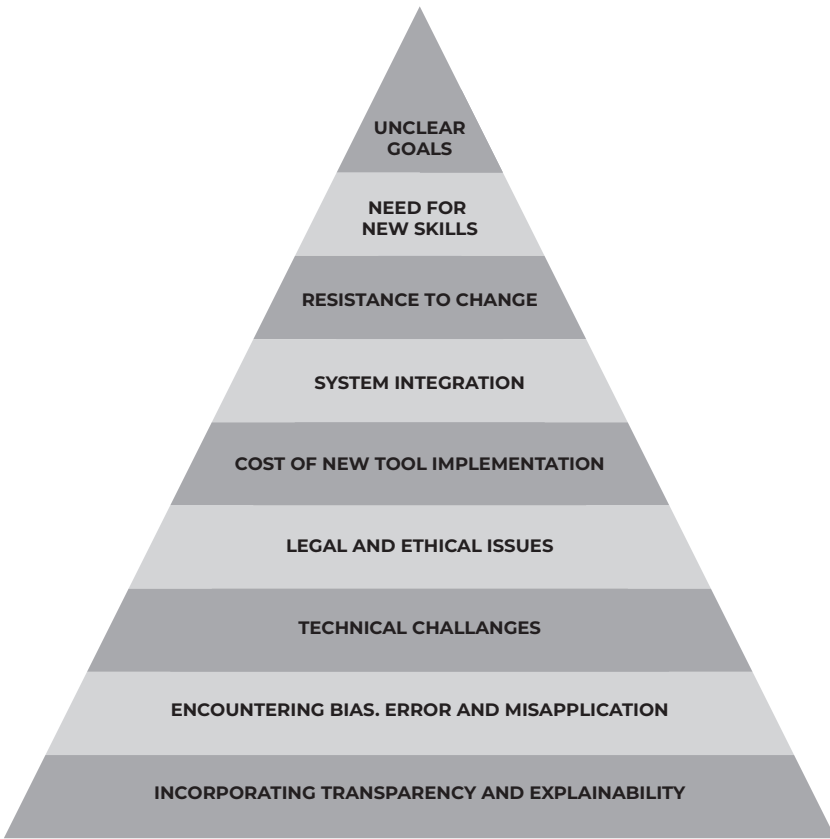 UNCLEAR
GOALS
NEED FOR
NEW SKILLS
RESISTANCE TO CHANGE
SYSTEM INTEGRATION
COST OF NEW TOOL IMPLEMENTATION
LEGAL AND ETHICAL ISSUES
TECHNICAL CHALLANGES
ENCOUNTERING BIAS. ERROR AND MISAPPLICATION
INCORPORATING TRANSPARENCY AND EXPLAINABILITY